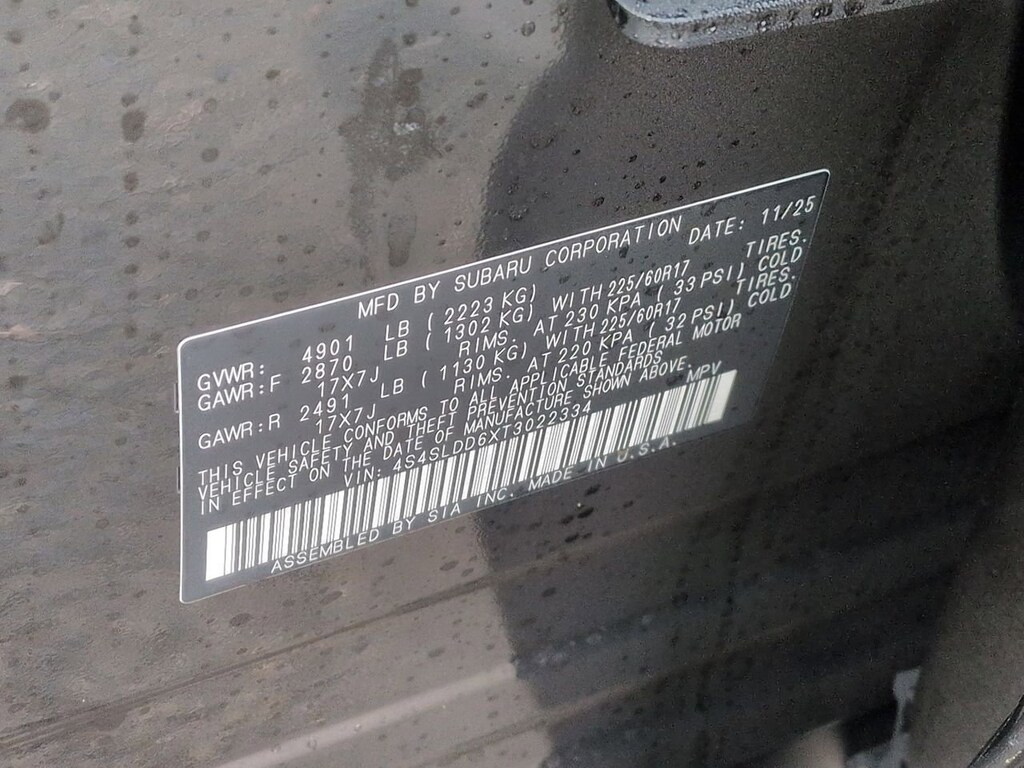 MFD BY SUBARU CORPORATION DATE: 11/25
GVWR: 4901 LB ( 2223 KG)
GAWR:F 2870 LB ( 1302 KG) WITH 225/60R17 TIRES.
17X7J RIMS. AT 230 KPA ( 33 PSI) COLD
GAWR:R 2491 LB ( 1130 KG) WITH 225/60R17 TIRES.
17X7J RIMS. AT 220 KPA ( 32 PSI) COLD
THIS VEHICLE CONFORMS TO ALL APPLICABLE FEDERAL MOTOR
VEHICLE SAFETY AND THEFT PREVENTION STANDARDS
IN EFFECT ON THE DATE OF MANUFACTURE SHOWN ABOVE.
VIN: 4S4SLDD6XT3022334 MPV
ASSEMBLED BY SIA INC. MADE IN U.S.A.